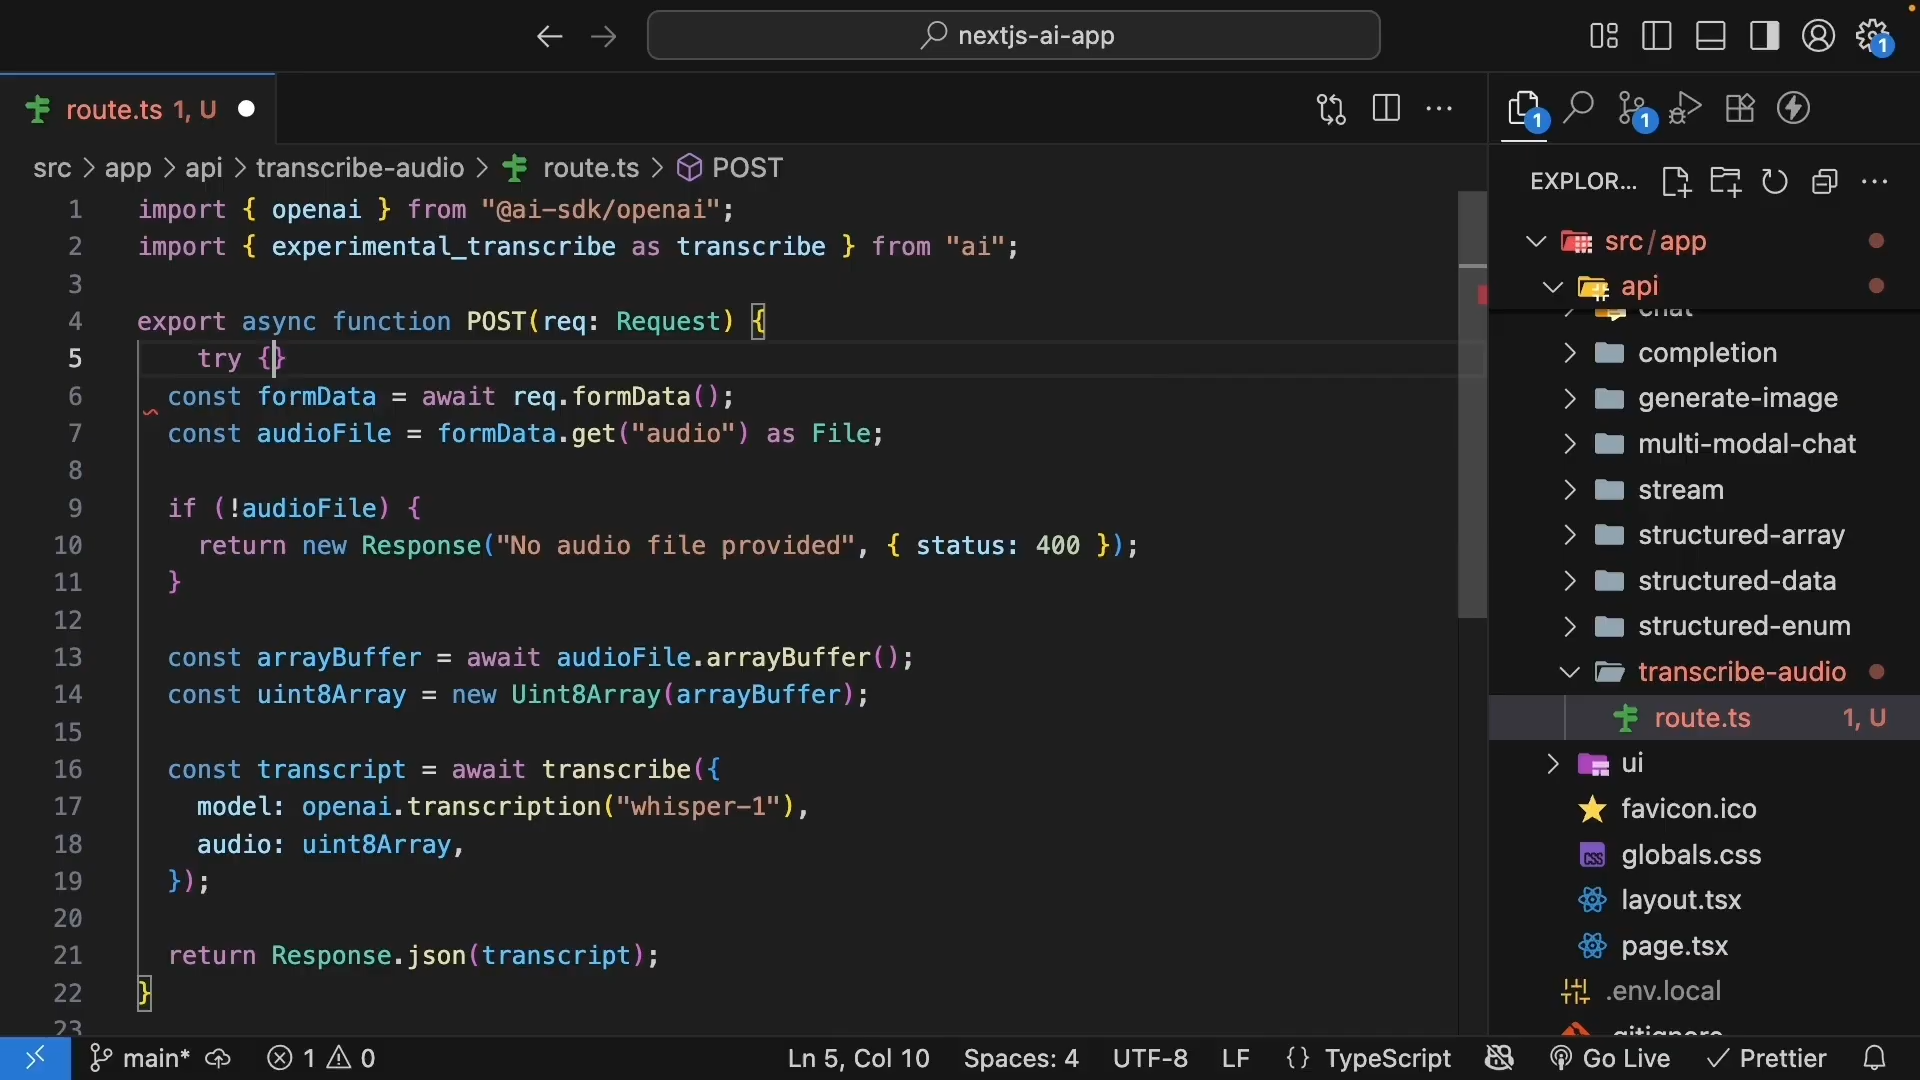 nextjs-ai-app
1
route.ts 1, U
1
1
src > app > api > transcribe-audio > route.ts > POST
EXPLOR...
1 import { openai } from "@ai-sdk/openai";
2 import { experimental_transcribe as transcribe } from "ai";
3
4 export async function POST(req: Request) {
5 try {}
6 const formData = await req.formData();
7 const audioFile = formData.get("audio") as File;
8
9 if (!audioFile) {
10 return new Response("No audio file provided", { status: 400 });
11 }
12
13 const arrayBuffer = await audioFile.arrayBuffer();
14 const uint8Array = new Uint8Array(arrayBuffer);
15
16 const transcript = await transcribe({
17 model: openai.transcription("whisper-1"),
18 audio: uint8Array,
19 });
20
21 return Response.json(transcript);
22 }
23
src/app
api
chat
completion
generate-image
multi-modal-chat
stream
structured-array
structured-data
structured-enum
transcribe-audio
route.ts 1, U
ui
favicon.ico
globals.css
layout.tsx
page.tsx
.env.local
.gitignore
main* 1 0 Ln 5, Col 10 Spaces: 4 UTF-8 LF {} TypeScript Go Live Prettier